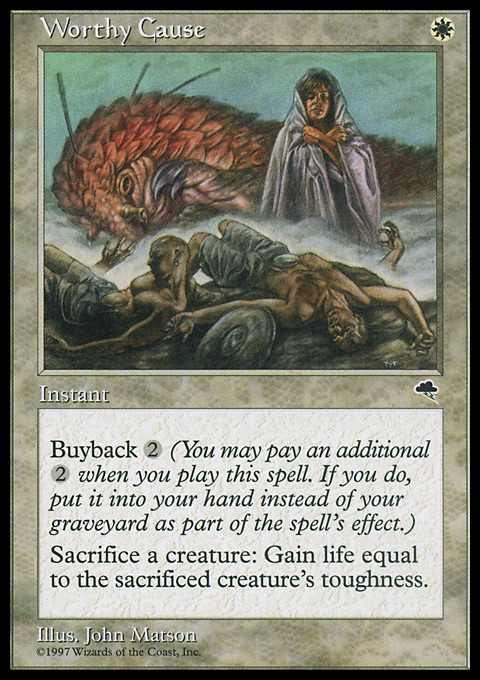 Worthy Cause
Instant
Buyback 2 (You may pay an additional
2 when you play this spell. If you do,
put it into your hand instead of your
graveyard as part of the spell's effect.)
Sacrifice a creature: Gain life equal
to the sacrificed creature's toughness.
Illus. John Matson
©1997 Wizards of the Coast, Inc.